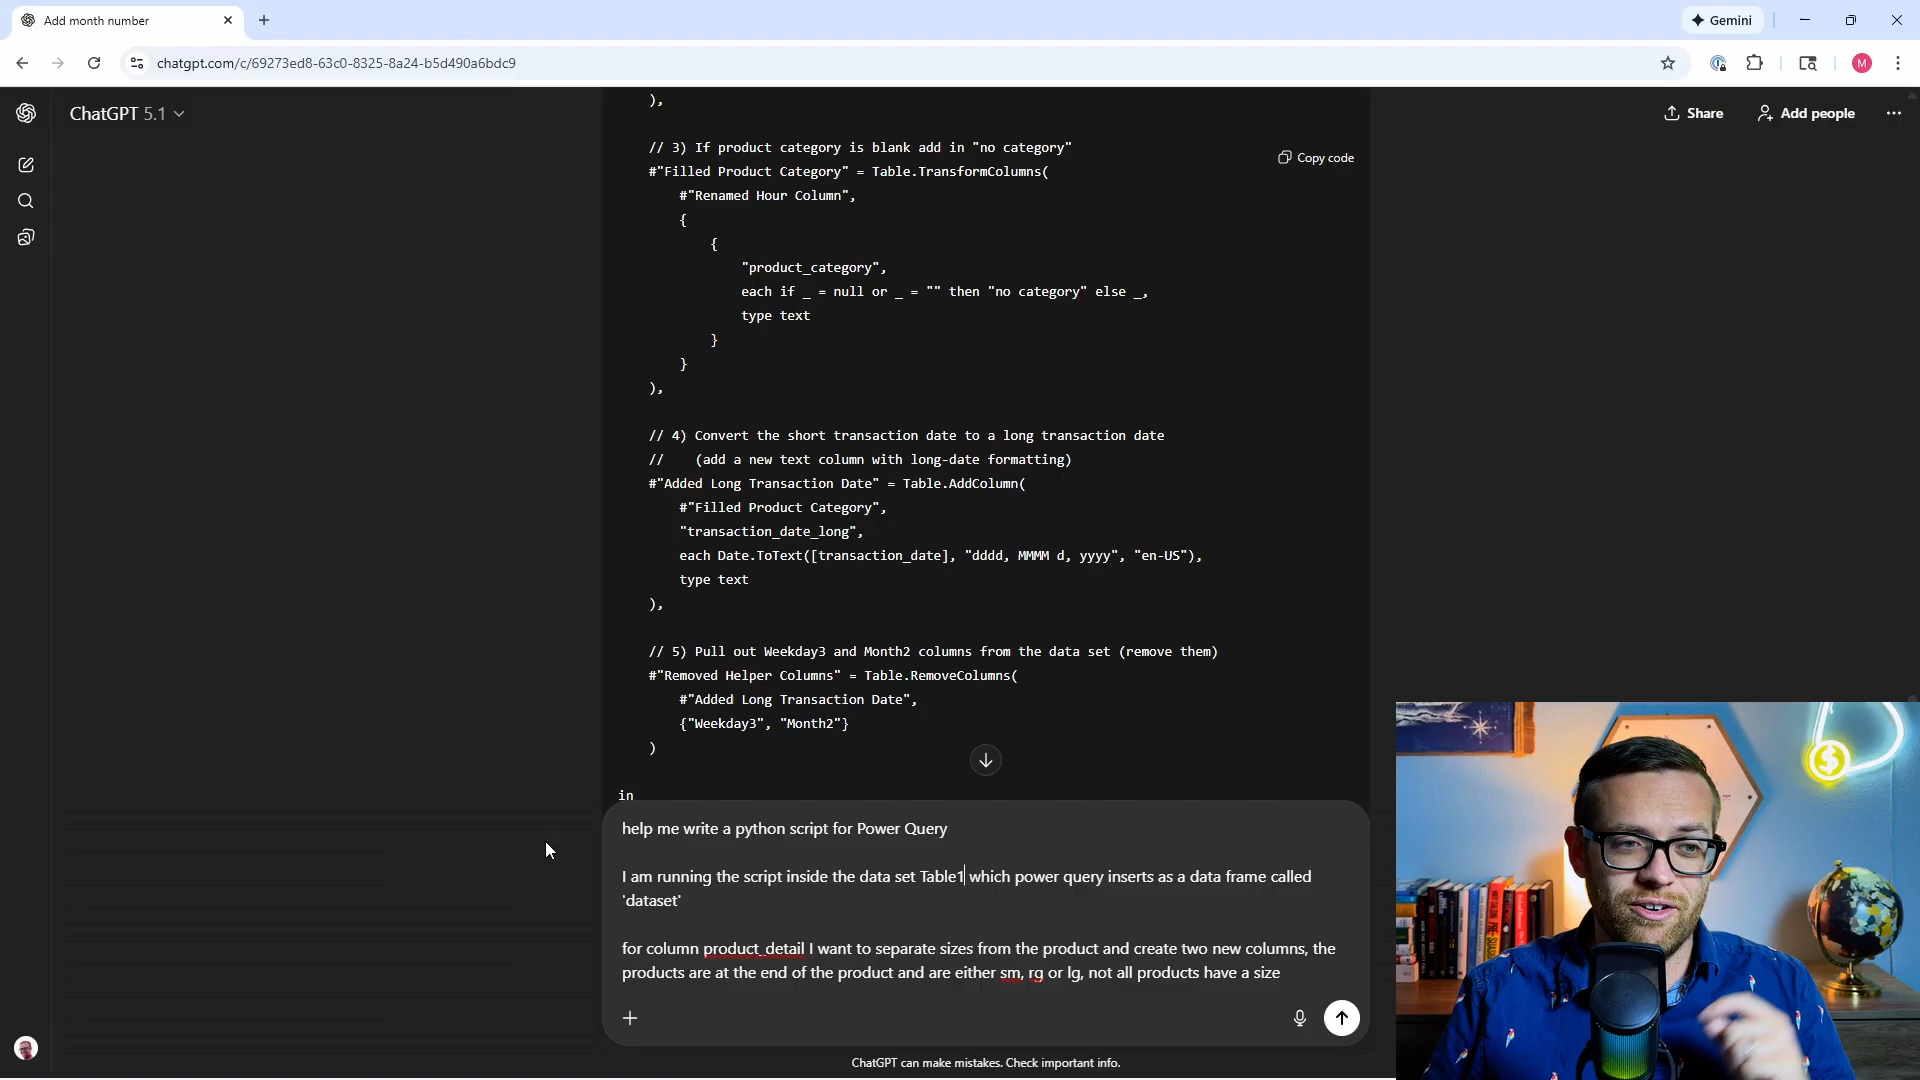 Add month number
Gemini
chatgpt.com/c/69273ed8-63c0-8325-8a24-b5d490a6bdc9
M
ChatGPT 5.1
Share
Add people
),
// 3) If product category is blank add in "no category"
Copy code
#"Filled Product Category" = Table.TransformColumns(
#"Renamed Hour Column",
{
{
"product_category",
each if _ = null or _ = "" then "no category" else _,
type text
}
}
),
// 4) Convert the short transaction date to a long transaction date
// (add a new text column with long-date formatting)
#"Added Long Transaction Date" = Table.AddColumn(
#"Filled Product Category",
"transaction_date_long",
each Date.ToText([transaction_date], "dddd, MMMM d, yyyy", "en-US"),
type text
),
// 5) Pull out Weekday3 and Month2 columns from the data set (remove them)
#"Removed Helper Columns" = Table.RemoveColumns(
#"Added Long Transaction Date",
{"Weekday3", "Month2"}
)
in
help me write a python script for Power Query
I am running the script inside the data set Table1 which power query inserts as a data frame called
'dataset'
for column product_detail I want to separate sizes from the product and create two new columns, the
products are at the end of the product and are either sm, rg or lg, not all products have a size
ChatGPT can make mistakes. Check important info.
$